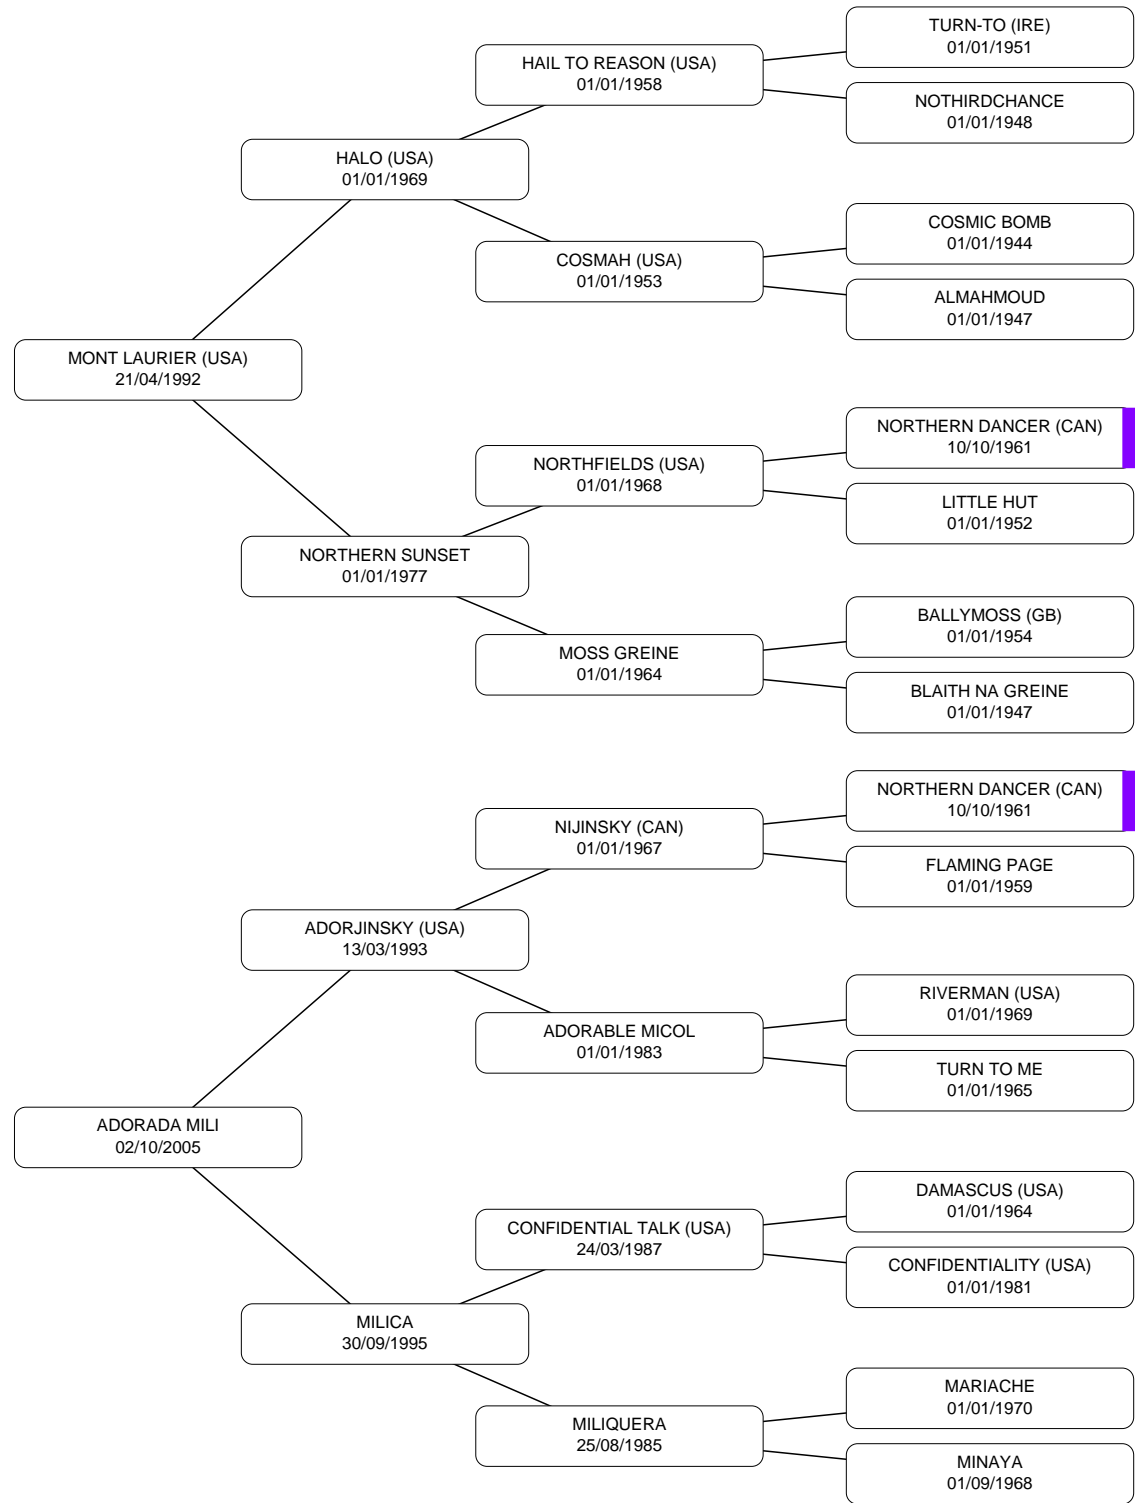 TURN-TO (IRE)
01/01/1951
HAIL TO REASON (USA)
01/01/1958
NOTHIRDCHANCE
01/01/1948
HALO (USA)
01/01/1969
COSMIC BOMB
01/01/1944
COSMAH (USA)
01/01/1953
ALMAHMOUD
01/01/1947
MONT LAURIER (USA)
21/04/1992
NORTHERN DANCER (CAN)
10/10/1961
NORTHFIELDS (USA)
01/01/1968
LITTLE HUT
01/01/1952
NORTHERN SUNSET
01/01/1977
BALLYMOSS (GB)
01/01/1954
MOSS GREINE
01/01/1964
BLAITH NA GREINE
01/01/1947
NORTHERN DANCER (CAN)
10/10/1961
NIJINSKY (CAN)
01/01/1967
FLAMING PAGE
01/01/1959
ADORJINSKY (USA)
13/03/1993
RIVERMAN (USA)
01/01/1969
ADORABLE MICOL
01/01/1983
TURN TO ME
01/01/1965
ADORADA MILI
02/10/2005
DAMASCUS (USA)
01/01/1964
CONFIDENTIAL TALK (USA)
24/03/1987
CONFIDENTIALITY (USA)
01/01/1981
MILICA
30/09/1995
MARIACHE
01/01/1970
MILIQUERA
25/08/1985
MINAYA
01/09/1968